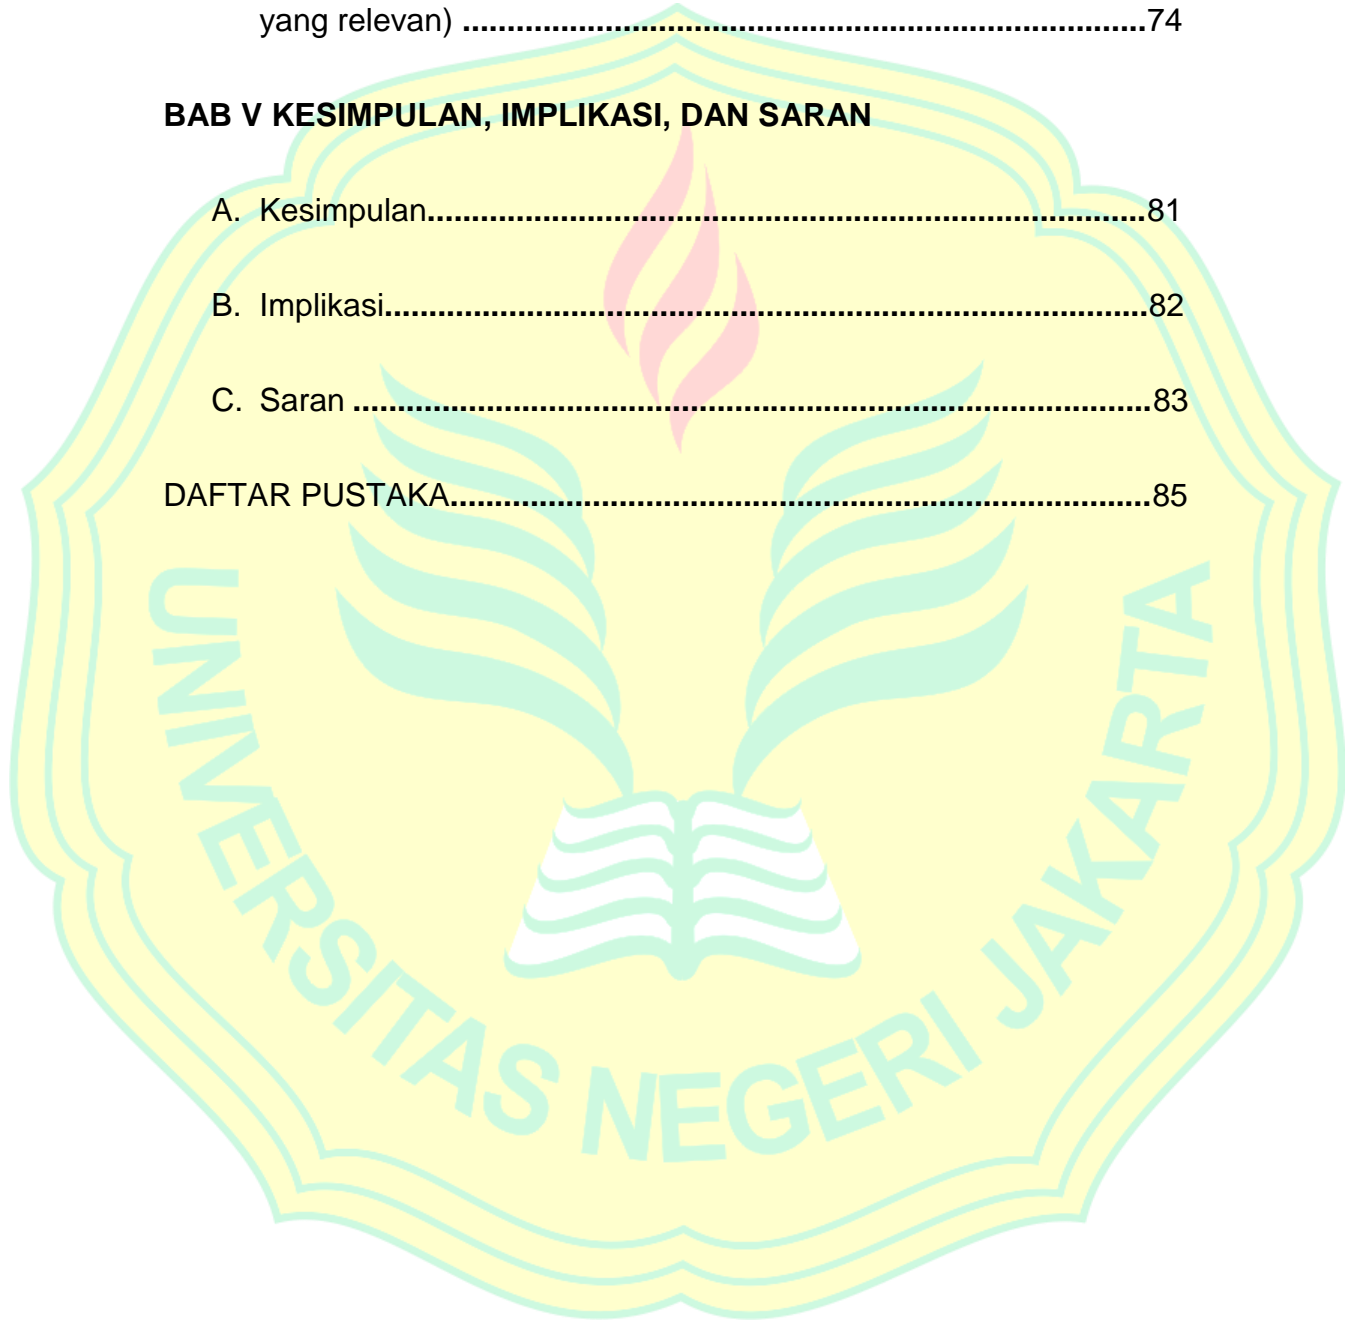 yang relevan) ..............................................................................74
BAB V KESIMPULAN, IMPLIKASI, DAN SARAN
A. Kesimpulan..................................................................................81
B. Implikasi.......................................................................................82
C. Saran ...........................................................................................83
DAFTAR PUSTAKA................................................................................85
UNIVERSITAS NEGERI JAKARTA